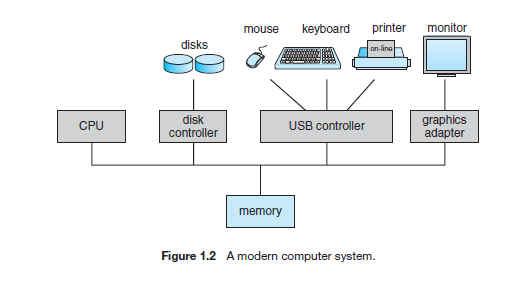 mouse keyboard printer monitor
disks
on-line
CPU
disk
controller
USB controller
graphics
adapter
memory
Figure 1.2 A modern computer system.